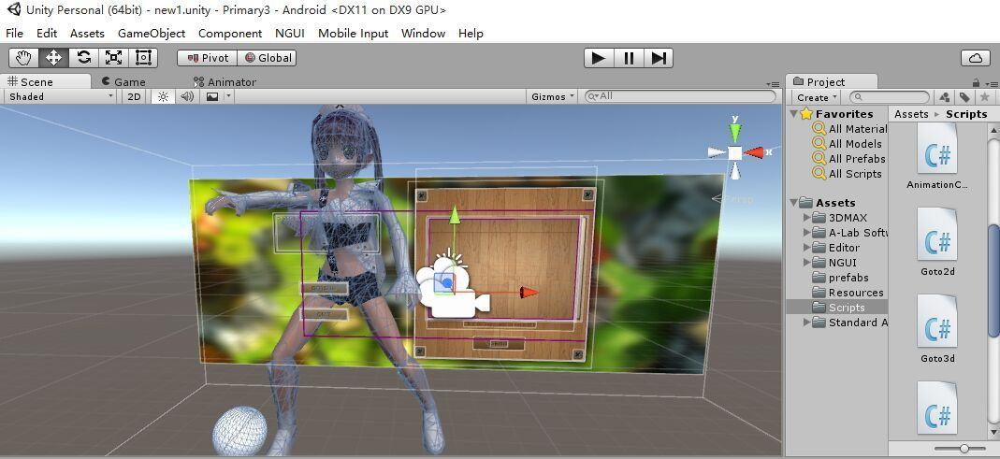 Unity Personal (64bit) - new1.unity - Primary3 - Android <DX11 on DX9 GPU>
File Edit Assets GameObject Component NGUI Mobile Input Window Help
Pivot Global
Scene Game Animator
Shaded 2D Gizmos All
y
x
Persp
Project
Create
Favorites
All Material
All Models
All Prefabs
All Scripts
Assets
3DMAX
A-Lab Softw
Editor
NGUI
prefabs
Resources
Scripts
Standard A
Assets Scripts
C#
AnimationC...
C#
Goto2d
C#
Goto3d
C#